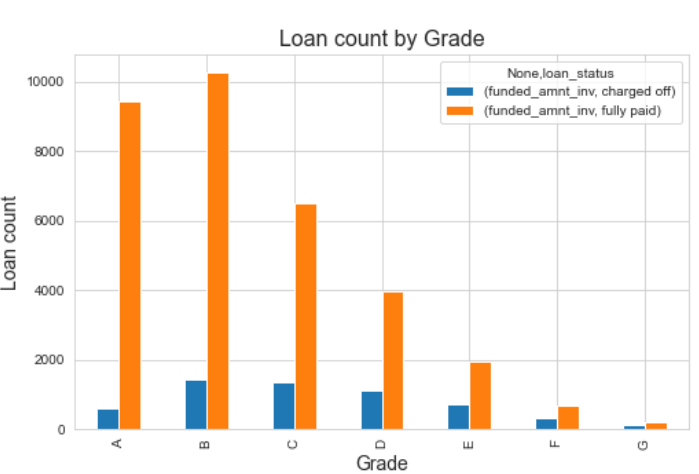 Loan count by Grade
None,loan_status
(funded_amnt_inv, charged off)
(funded_amnt_inv, fully paid)
Loan count
10000
8000
6000
4000
2000
0
A
B
C
D
E
F
G
Grade